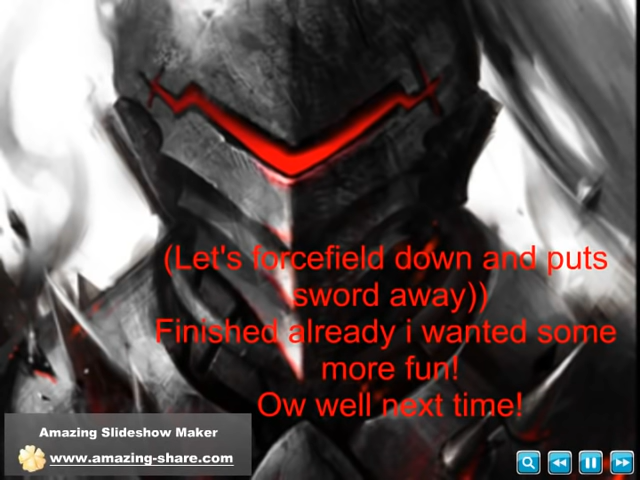 (Let's forcefield down and puts
sword away))
Finished already i wanted some
more fun!
Ow well next time!
Amazing Slideshow Maker
www.amazing-share.com